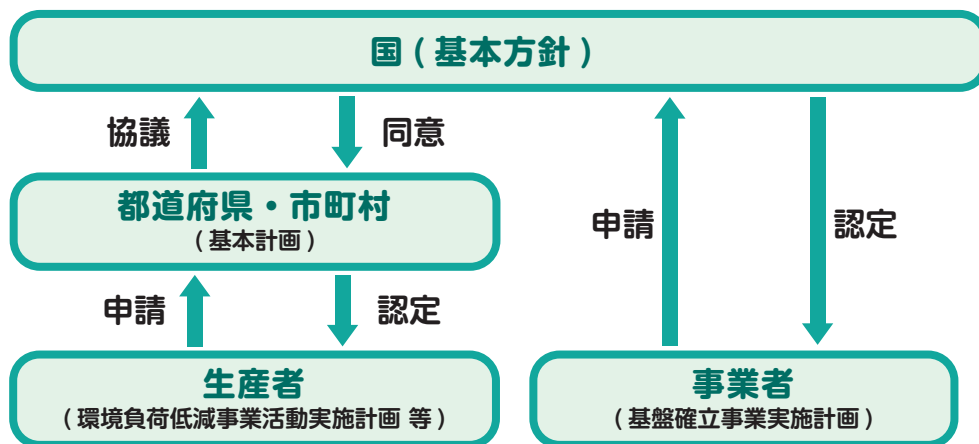 国 ( 基本方針 )
協議
同意
都道府県・市町村
( 基本計画 )
申請
認定
申請
認定
生産者
( 環境負荷低減事業活動実施計画 等 )
事業者
( 基盤確立事業実施計画 )